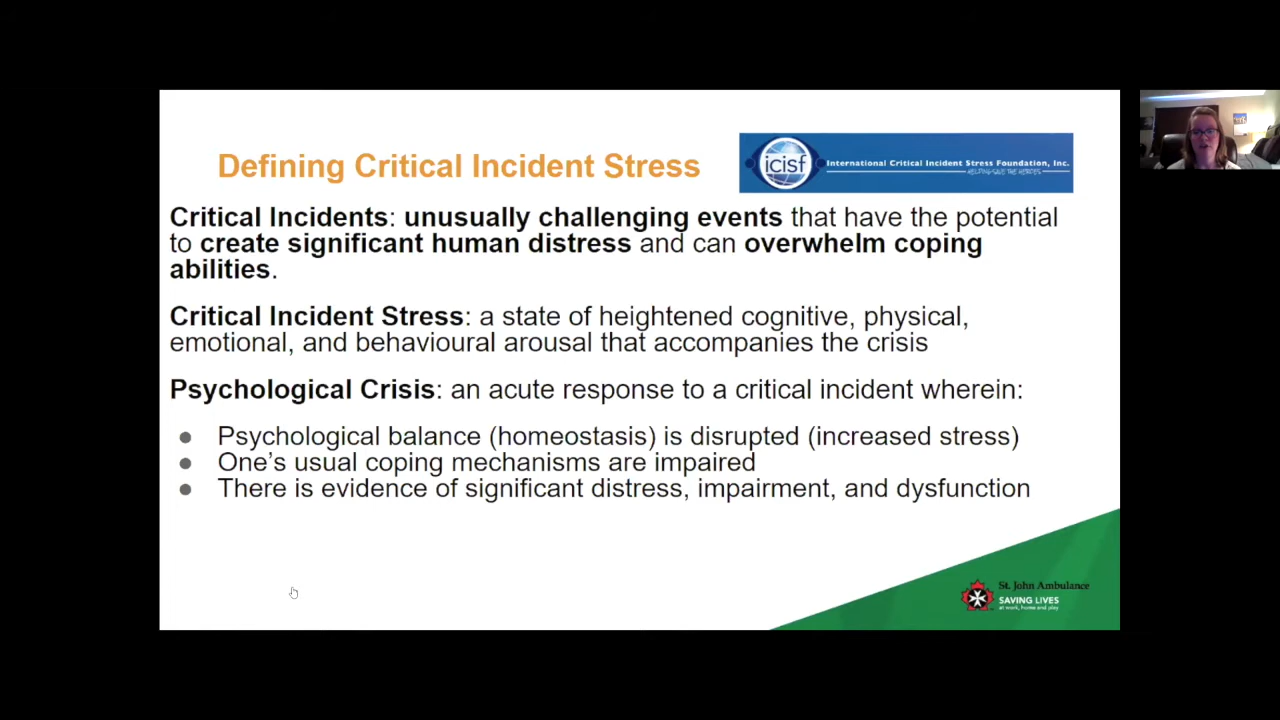 Defining Critical Incident Stress
icisf
International Critical Incident Stress Foundation, Inc.
HELPING SAVE THE HEROES
Critical Incidents: unusually challenging events that have the potential
to create significant human distress and can overwhelm coping
abilities.
Critical Incident Stress: a state of heightened cognitive, physical,
emotional, and behavioural arousal that accompanies the crisis
Psychological Crisis: an acute response to a critical incident wherein:
● Psychological balance (homeostasis) is disrupted (increased stress)
● One’s usual coping mechanisms are impaired
● There is evidence of significant distress, impairment, and dysfunction
St. John Ambulance
SAVING LIVES
at work, home and play